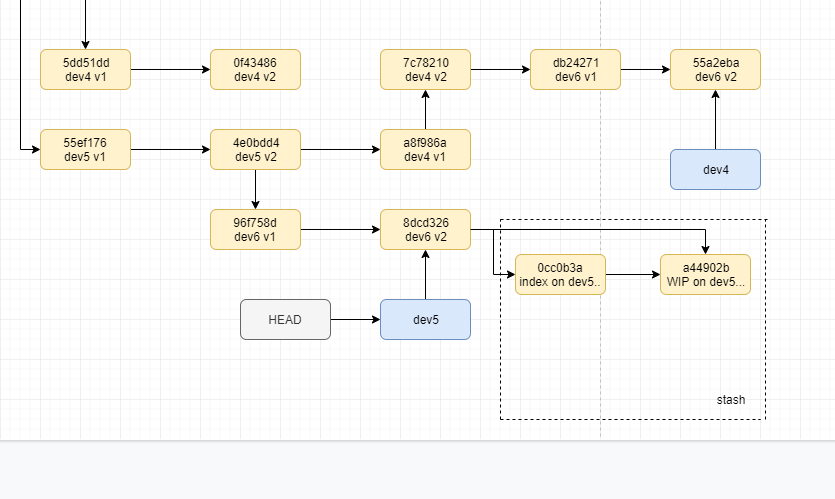 5dd51dd
dev4 v1
0f43486
dev4 v2
7c78210
dev4 v2
db24271
dev6 v1
55a2eba
dev6 v2
55ef176
dev5 v1
4e0bdd4
dev5 v2
a8f986a
dev4 v1
dev4
96f758d
dev6 v1
8dcd326
dev6 v2
0cc0b3a
index on dev5..
a44902b
WIP on dev5...
HEAD
dev5
stash